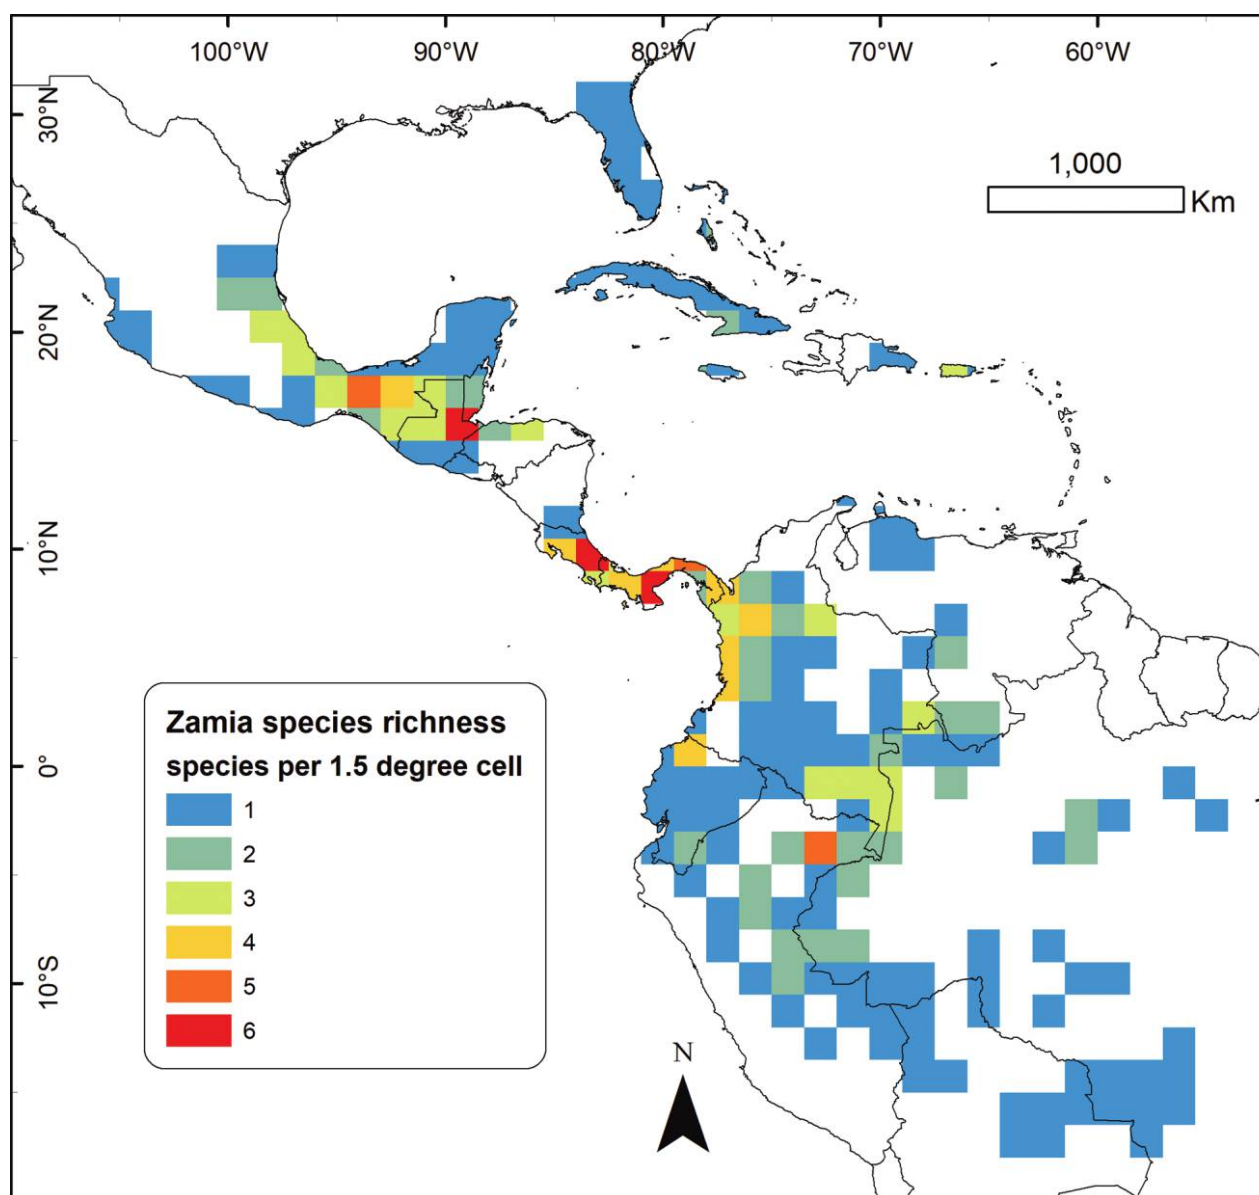 100°W 90°W 80°W 70°W 60°W
30°N
20°N
10°N
0°
10°S
1,000
Km
Zamia species richness
species per 1.5 degree cell
1
2
3
4
5
6
N